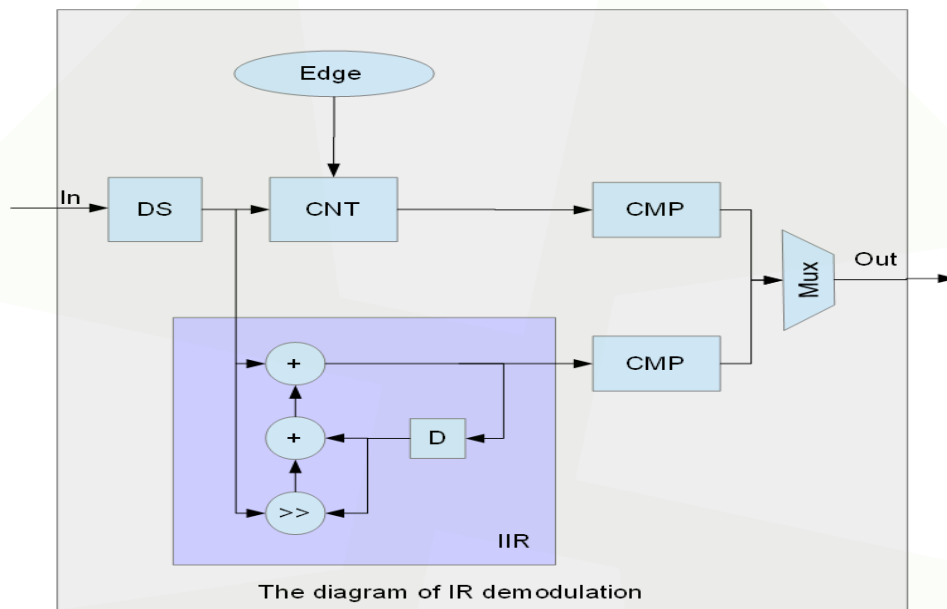 Edge
In
DS
CNT
CMP
Mux
Out
+
CMP
+
D
>>
IIR
The diagram of IR demodulation